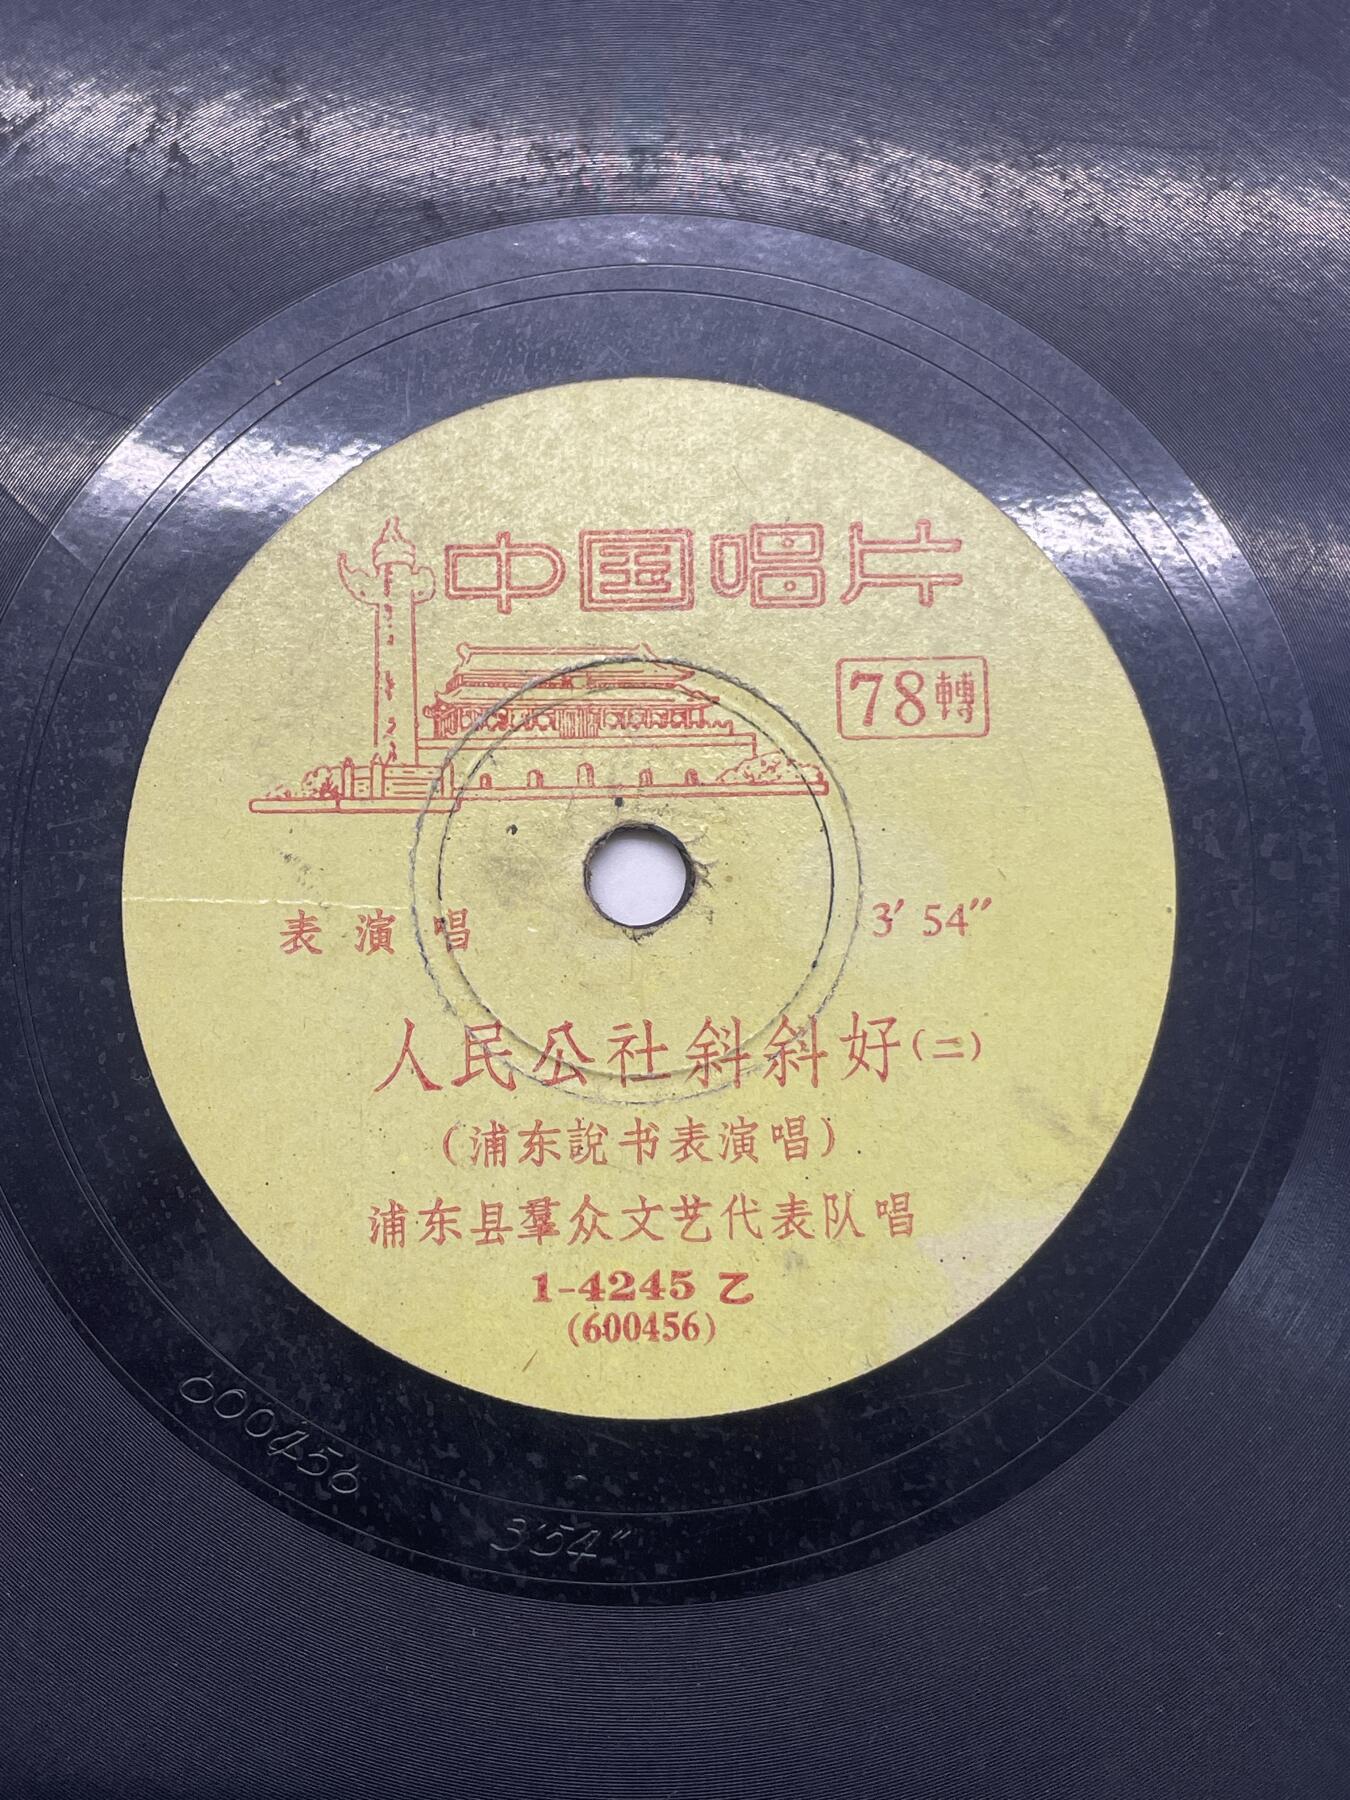 中国唱片
78轉
表演唱
3′54″
人民公社斜斜好(二)
(浦东說书表演唱)
浦东县羣众文艺代表队唱
1-4245 乙
(600456)
600456
3′54″